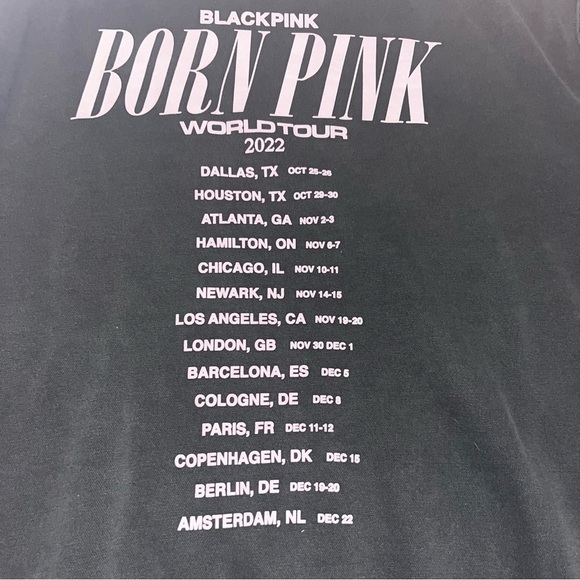 BLACKPINK
BORN PINK
WORLD TOUR
2022
DALLAS, TX OCT 25-26
HOUSTON, TX OCT 29-30
ATLANTA, GA NOV 2-3
HAMILTON, ON NOV 6-7
CHICAGO, IL NOV 10-11
NEWARK, NJ NOV 14-15
LOS ANGELES, CA NOV 19-20
LONDON, GB NOV 30 DEC 1
BARCELONA, ES DEC 5
COLOGNE, DE DEC 8
PARIS, FR DEC 11-12
COPENHAGEN, DK DEC 15
BERLIN, DE DEC 19-20
AMSTERDAM, NL DEC 22